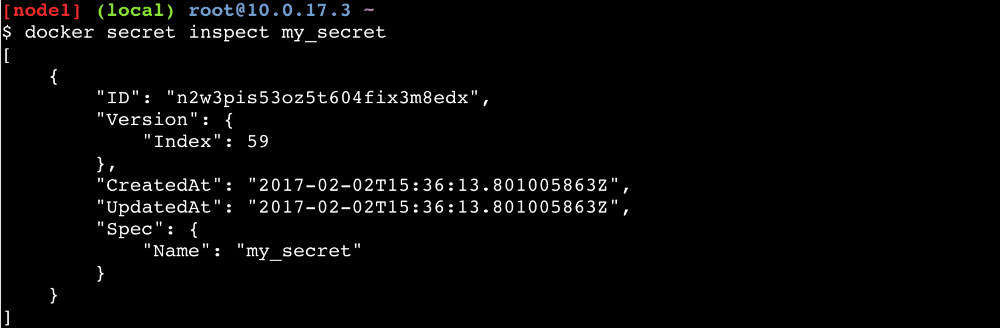 [node1] (local) root@10.0.17.3 ~
$ docker secret inspect my_secret
[
    {
        "ID": "n2w3pis53oz5t604fix3m8edx",
        "Version": {
            "Index": 59
        },
        "CreatedAt": "2017-02-02T15:36:13.801005863Z",
        "UpdatedAt": "2017-02-02T15:36:13.801005863Z",
        "Spec": {
            "Name": "my_secret"
        }
    }
]